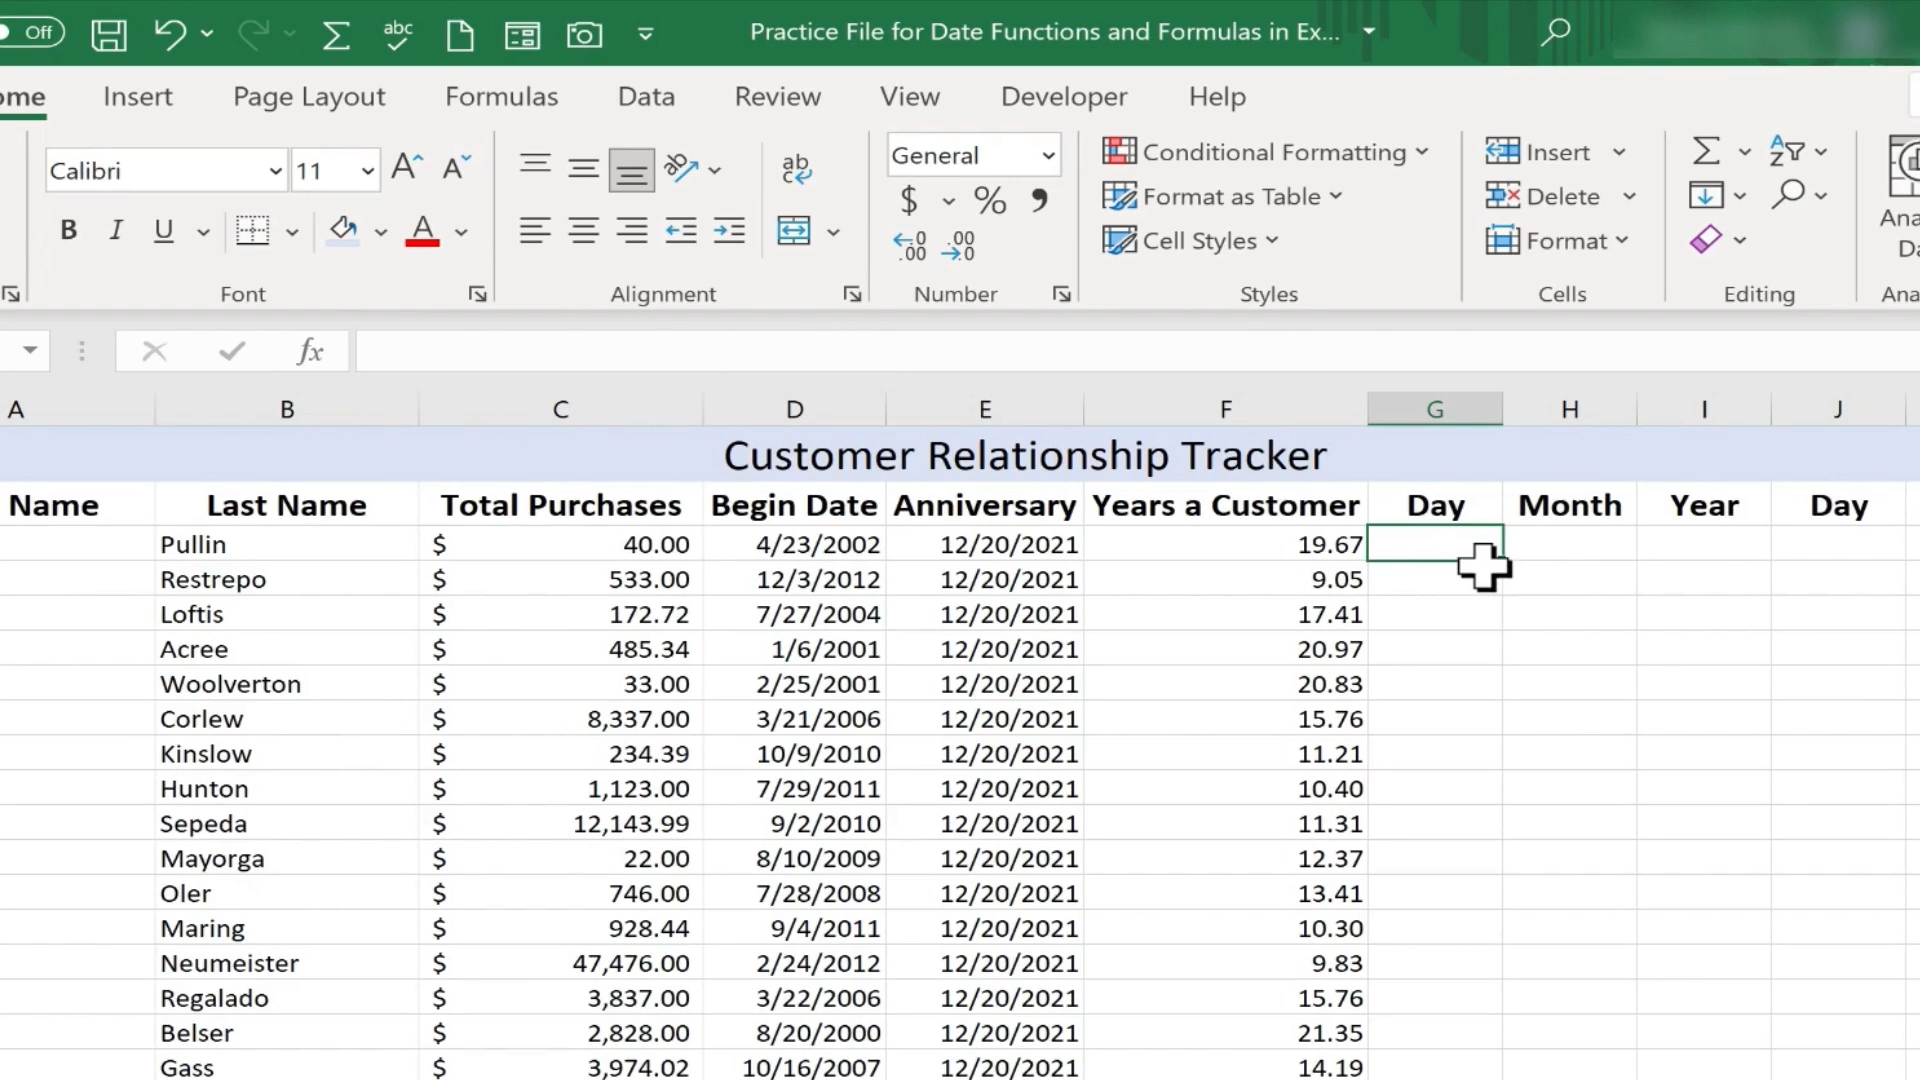 Off abc Practice File for Date Functions and Formulas in Ex...
ome Insert Page Layout Formulas Data Review View Developer Help
Calibri 11 A A ab c General Conditional Formatting Insert Σ A Z
$ % , Format as Table Delete
B I U A 0 .00 .00 0 Cell Styles Format Ana
Da
Font Alignment Number Styles Cells Editing Ana
fx
A B C D E F G H I J
Customer Relationship Tracker
Name Last Name Total Purchases Begin Date Anniversary Years a Customer Day Month Year Day
Pullin $ 40.00 4/23/2002 12/20/2021 19.67
Restrepo $ 533.00 12/3/2012 12/20/2021 9.05
Loftis $ 172.72 7/27/2004 12/20/2021 17.41
Acree $ 485.34 1/6/2001 12/20/2021 20.97
Woolverton $ 33.00 2/25/2001 12/20/2021 20.83
Corlew $ 8,337.00 3/21/2006 12/20/2021 15.76
Kinslow $ 234.39 10/9/2010 12/20/2021 11.21
Hunton $ 1,123.00 7/29/2011 12/20/2021 10.40
Sepeda $ 12,143.99 9/2/2010 12/20/2021 11.31
Mayorga $ 22.00 8/10/2009 12/20/2021 12.37
Oler $ 746.00 7/28/2008 12/20/2021 13.41
Maring $ 928.44 9/4/2011 12/20/2021 10.30
Neumeister $ 47,476.00 2/24/2012 12/20/2021 9.83
Regalado $ 3,837.00 3/22/2006 12/20/2021 15.76
Belser $ 2,828.00 8/20/2000 12/20/2021 21.35
Gass $ 3,974.02 10/16/2007 12/20/2021 14.19